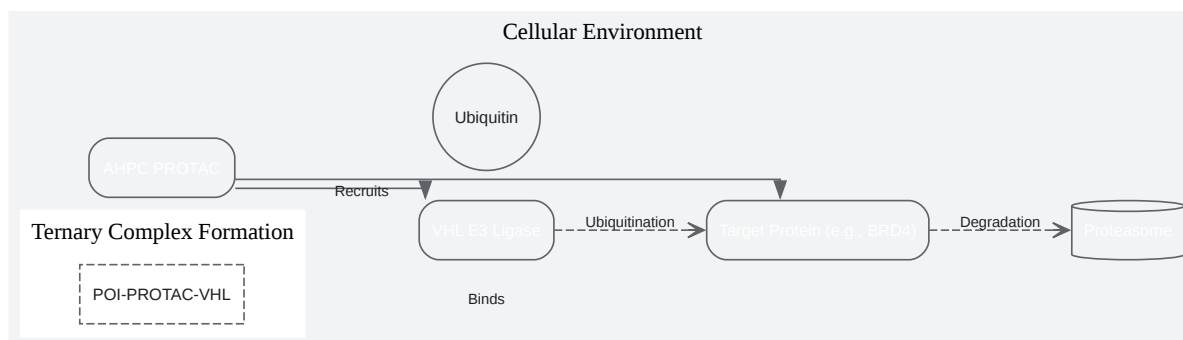 Cellular Environment
Ubiquitin
AHPC PROTAC
Recruits
Ternary Complex Formation
POI-PROTAC-VHL
VHL E3 Ligase
Ubiquitination
Target Protein (e.g., BRD4)
Degradation
Proteasome
Binds